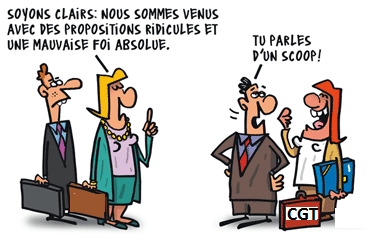 SOYONS CLAIRS: NOUS SOMMES VENUS
AVEC DES PROPOSITIONS RIDICULES ET
UNE MAUVAISE FOI ABSOLUE.
TU PARLES
D'UN SCOOP!
CGT